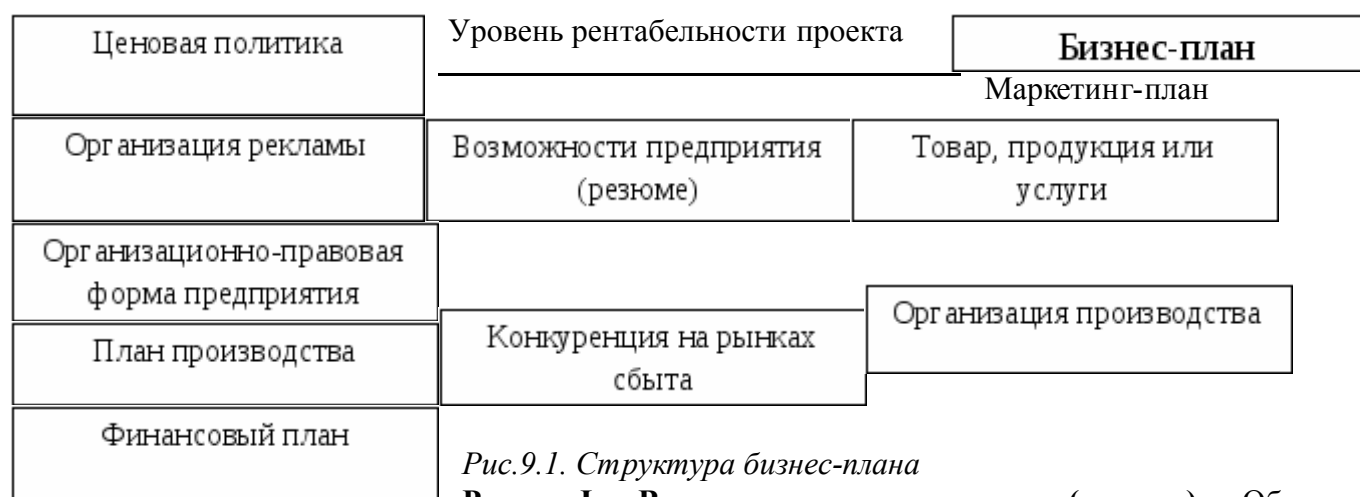 Ценовая политика
Уровень рентабельности проекта
Бизнес-план
Маркетинг-план
Организация рекламы
Возможности предприятия
(резюме)
Товар, продукция или
услуги
Организационно-правовая
форма предприятия
Организация производства
План производства
Конкуренция на рынках
сбыта
Финансовый план
Рис.9.1. Структура бизнес-плана